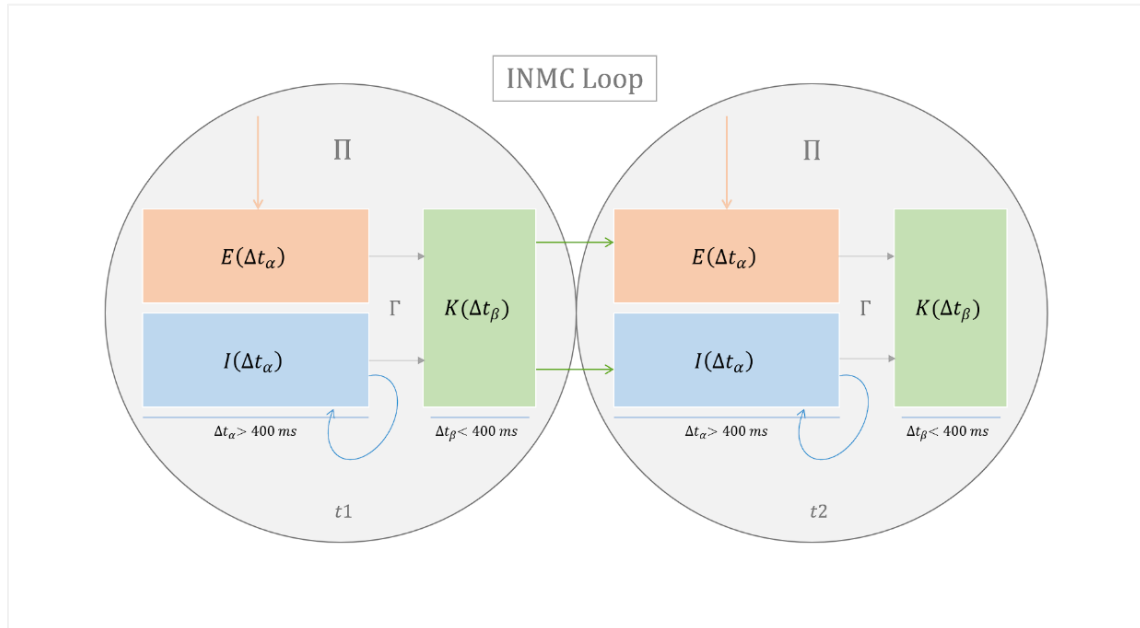 INMC Loop
Π
Π
E(Δtα)
K(Δtβ)
E(Δtα)
K(Δtβ)
Γ
Γ
I(Δtα)
I(Δtα)
Δtα> 400 ms
Δtβ< 400 ms
Δtα> 400 ms
Δtβ< 400 ms
t1
t2